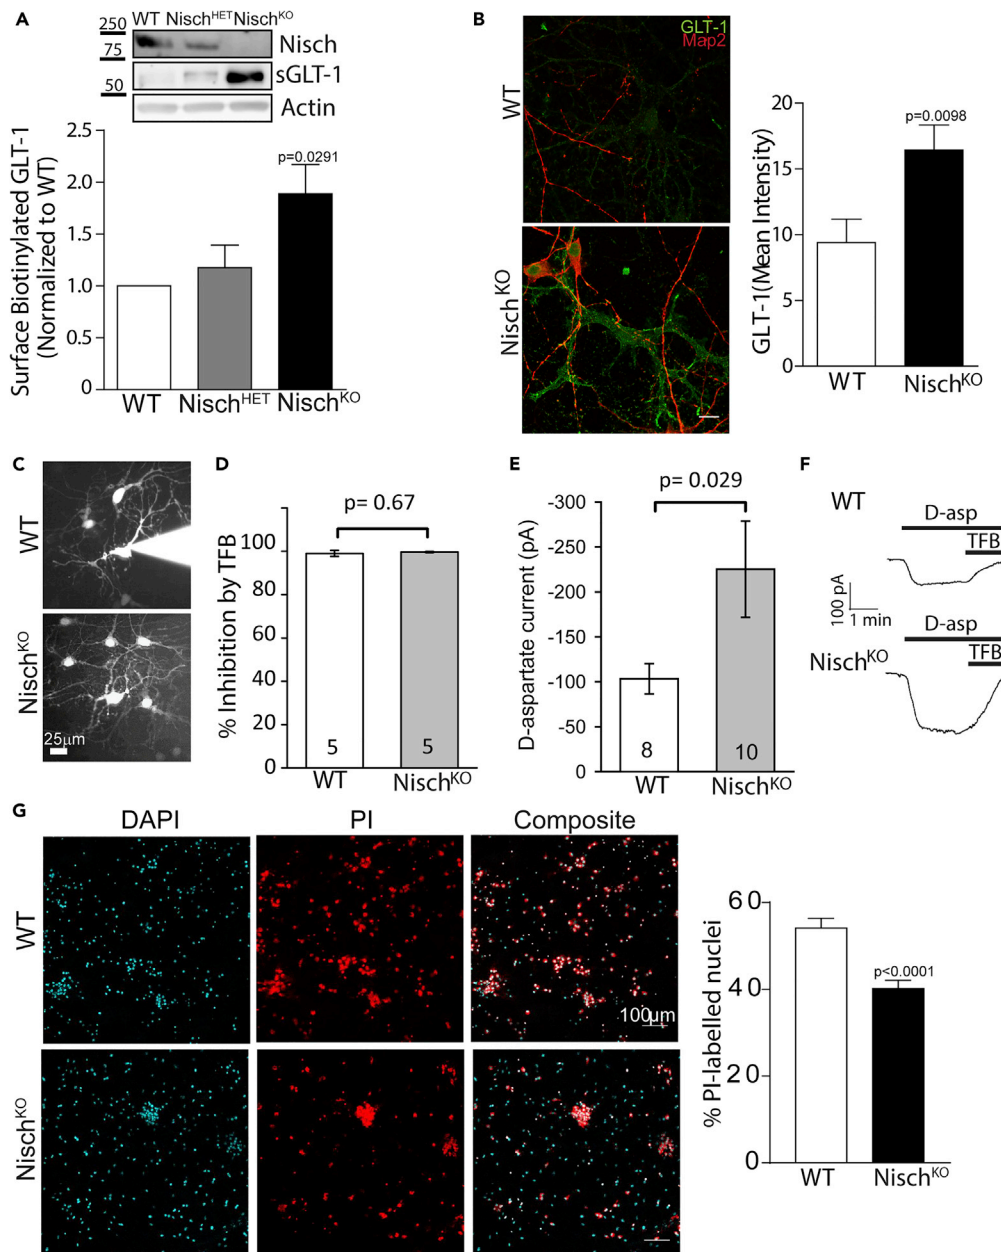 A
WT Nisch^HET Nisch^KO
250
75
50
Nisch
sGLT-1
Actin
Surface Biotinylated GLT-1
(Normalized to WT)
2.5
2.0
1.5
1.0
0.5
0
p=0.0291
WT
Nisch^HET
Nisch^KO
B
GLT-1
Map2
WT
Nisch^KO
GLT-1(Mean Intensity)
20
15
10
15
0
p=0.0098
WT
Nisch^KO
C
WT
Nisch^KO
25μm
D
p= 0.67
% Inhibition by TFB
100
80
60
40
20
0
5
5
WT
Nisch^KO
E
p= 0.029
D-aspartate current (pA)
-300
-250
-200
-150
-100
-50
0
8
10
WT
Nisch^KO
F
WT
D-asp
TFB
100 pA
1 min
D-asp
TFB
Nisch^KO
G
DAPI
PI
Composite
WT
100μm
Nisch^KO
% PI-labelled nuclei
60
40
20
0
p<0.0001
WT
Nisch^KO